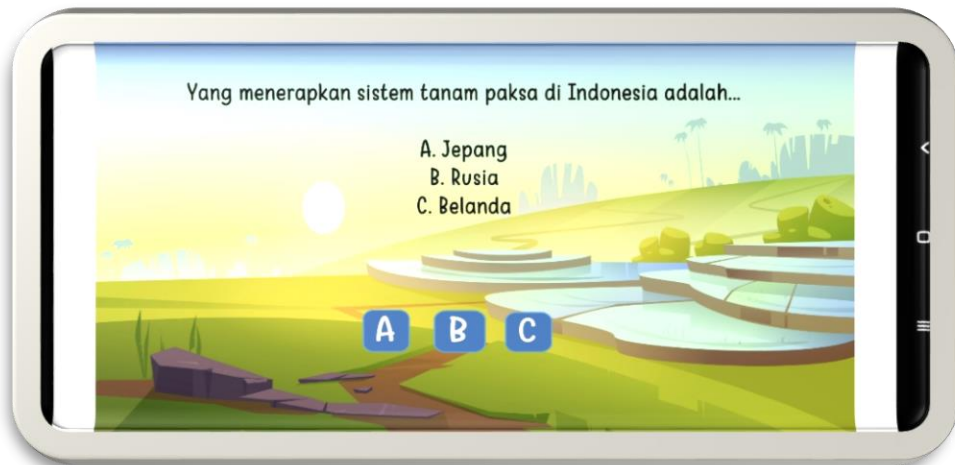 Yang menerapkan sistem tanam paksa di Indonesia adalah...
A. Jepang
B. Rusia
C. Belanda
A B C